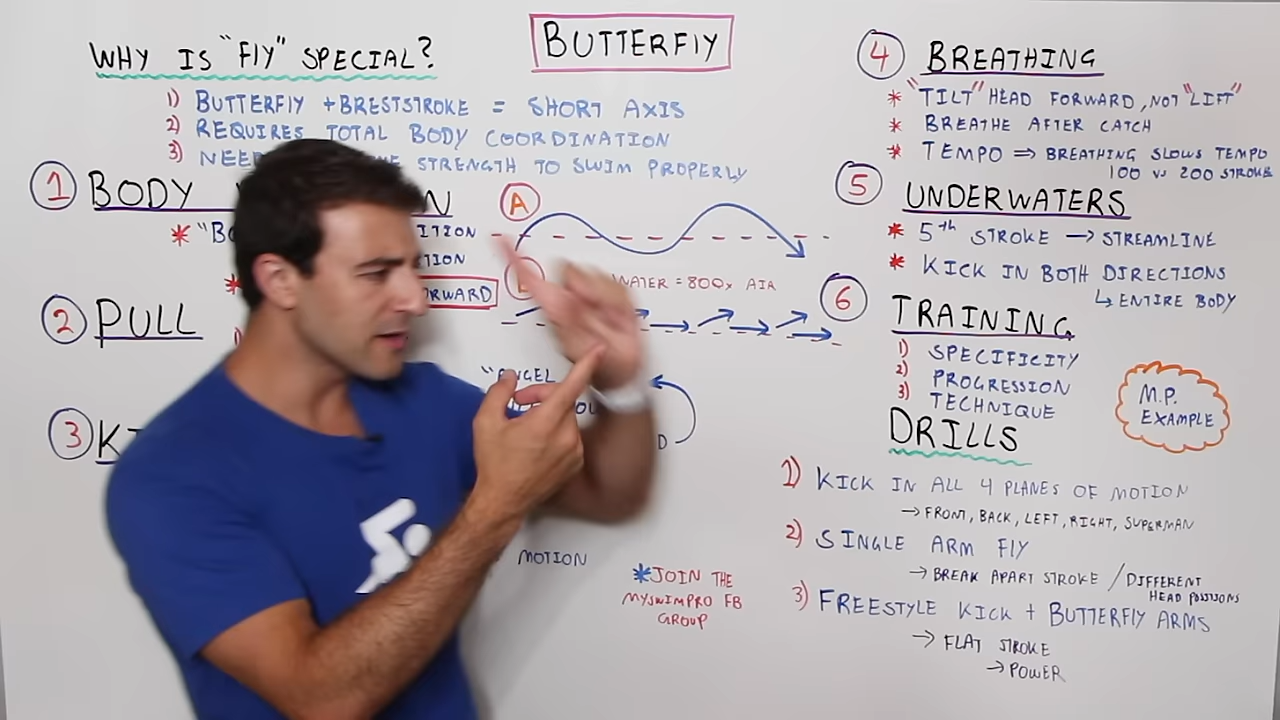 BUTTERFLY
WHY IS "FLY" SPECIAL?
1) BUTTERFLY + BRESTSTROKE = SHORT AXIS
2) REQUIRES TOTAL BODY COORDINATION
3) STRENGTH TO SWIM PROPERLY
1 BODY
*
*
2 PULL
3
A
WATER = 800x AIR
MOTION
*JOIN THE
MYSWIMPRO FB
GROUP
4 BREATHING
* "TILT" HEAD FORWARD, NOT "LIFT"
* BREATHE AFTER CATCH
* TEMPO ⇒ BREATHING SLOWS TEMPO
100 vs 200 STROKE
5 UNDERWATERS
* 5th STROKE → STREAMLINE
* KICK IN BOTH DIRECTIONS
↳ ENTIRE BODY
6 TRAINING
1) SPECIFICITY
2) PROGRESSION
3) TECHNIQUE
M.P.
EXAMPLE
DRILLS
1) KICK IN ALL 4 PLANES OF MOTION
→ FRONT, BACK, LEFT, RIGHT, SUPERMAN
2) SINGLE ARM FLY
→ BREAK APART STROKE / DIFFERENT
HEAD POSITIONS
3) FREESTYLE KICK + BUTTERFLY ARMS
→ FLAT STROKE
→ POWER